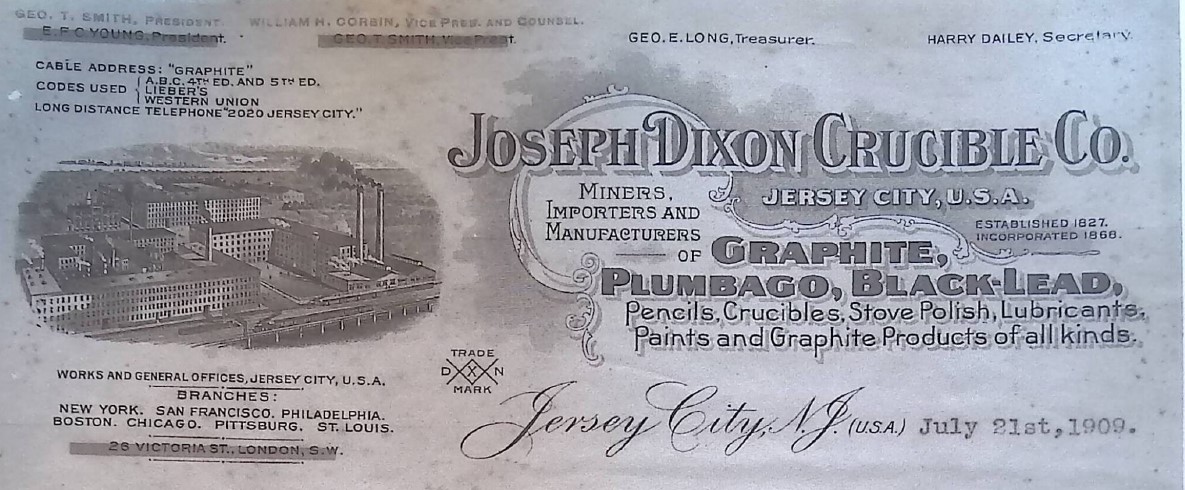 GEO. T. SMITH, PRESIDENT. WILLIAM H. CORBIN, VICE PRES. AND COUNSEL.
E.F.C YOUNG, President. GEO.T SMITH, Vice Prest. GEO.E.LONG, Treasurer. HARRY DAILEY, Secretary.
CABLE ADDRESS: "GRAPHITE"
CODES USED { A.B.C. 4TH ED. AND 5TH ED.
LIEBER'S
WESTERN UNION
LONG DISTANCE TELEPHONE "2020 JERSEY CITY."
JOSEPH DIXON CRUCIBLE CO.
JERSEY CITY, U.S.A.
MINERS,
IMPORTERS AND
MANUFACTURERS
OF
ESTABLISHED 1827.
INCORPORATED 1868.
GRAPHITE,
PLUMBAGO, BLACK-LEAD,
Pencils, Crucibles, Stove Polish, Lubricants,
Paints and Graphite Products of all kinds.
TRADE
DIXON
MARK
WORKS AND GENERAL OFFICES, JERSEY CITY, U.S.A.
BRANCHES:
NEW YORK. SAN FRANCISCO. PHILADELPHIA.
BOSTON. CHICAGO. PITTSBURG. ST. LOUIS.
26 VICTORIA ST., LONDON, S.W.
Jersey City, N.J. (U.S.A.) July 21st, 1909.